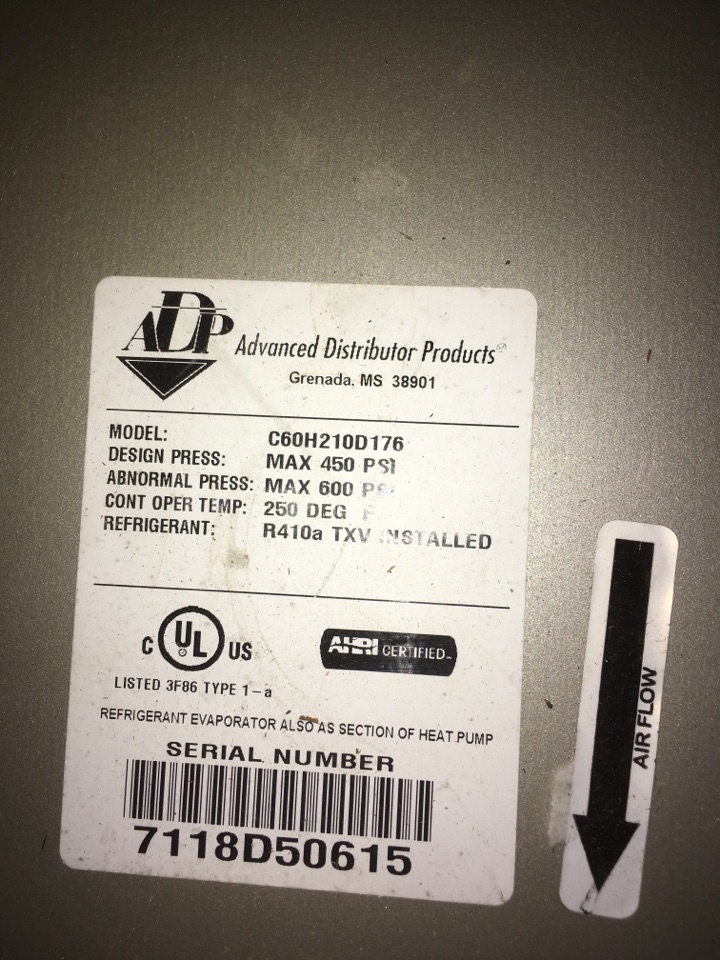 ADP Advanced Distributor Products®
Grenada, MS 38901
MODEL: C60H210D176
DESIGN PRESS: MAX 450 PSI
ABNORMAL PRESS: MAX 600 PSI
CONT OPER TEMP: 250 DEG F
REFRIGERANT: R410a TXV INSTALLED
C UL US
AHRI CERTIFIED™
LISTED 3F86 TYPE 1-a
REFRIGERANT EVAPORATOR ALSO AS SECTION OF HEAT PUMP
SERIAL NUMBER
7118D50615
AIR FLOW